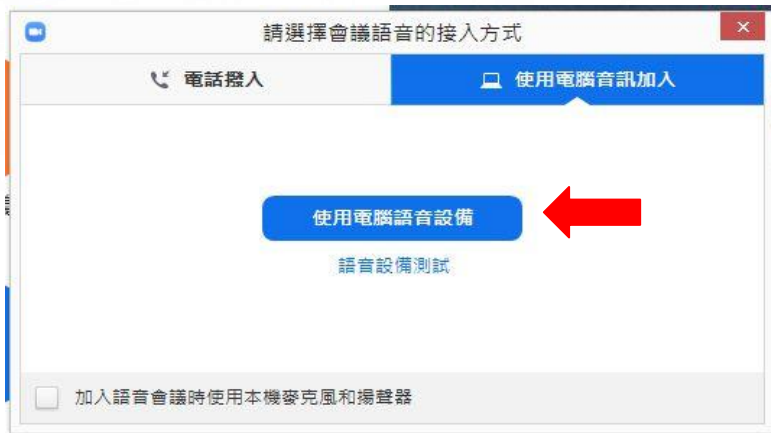 請選擇會議語音的接入方式
電話撥入
使用電腦音訊加入
使用電腦語音設備
語音設備測試
加入語音會議時使用本機麥克風和揚聲器